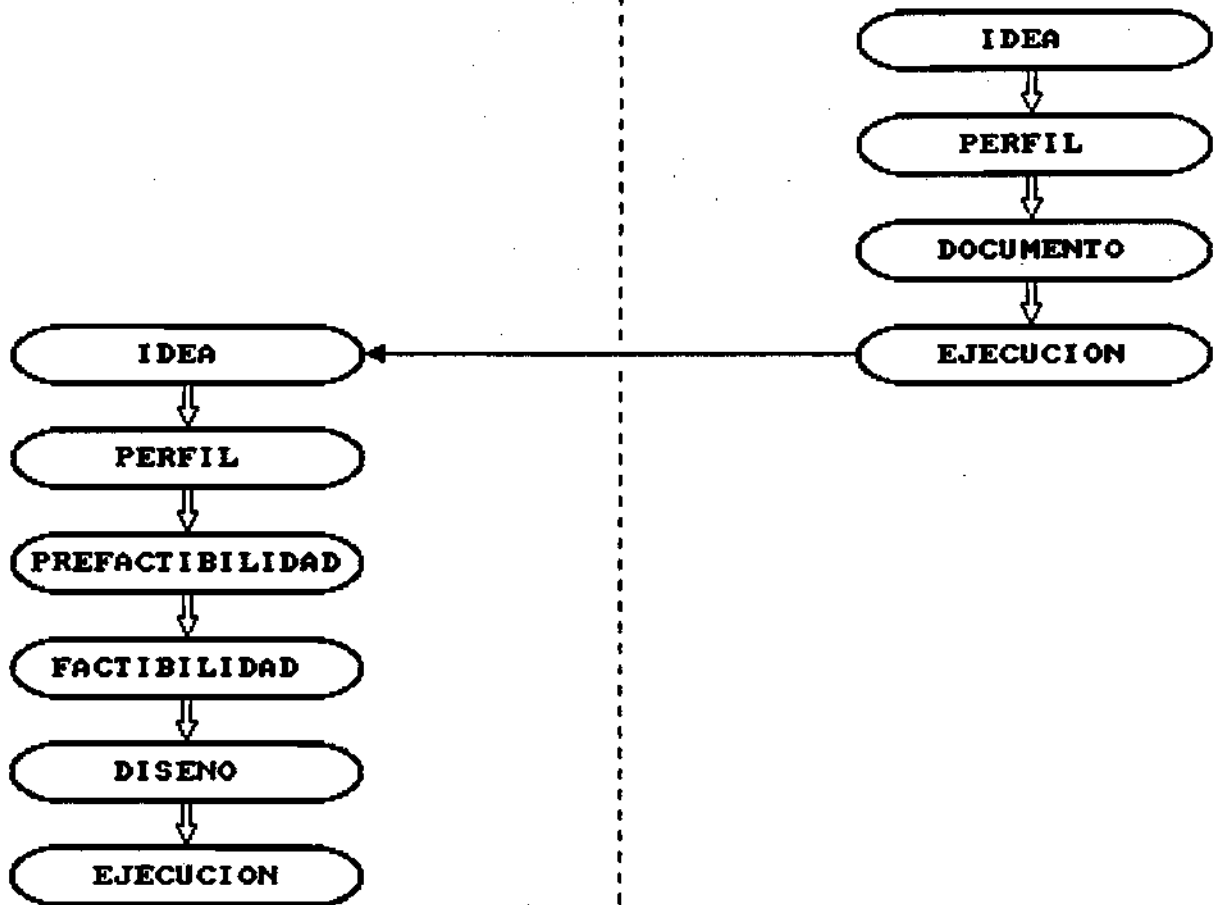 IDEA
PERFIL
DOCUMENTO
EJECUCION
IDEA
PERFIL
PREFACTIBILIDAD
FACTIBILIDAD
DISENO
EJECUCION